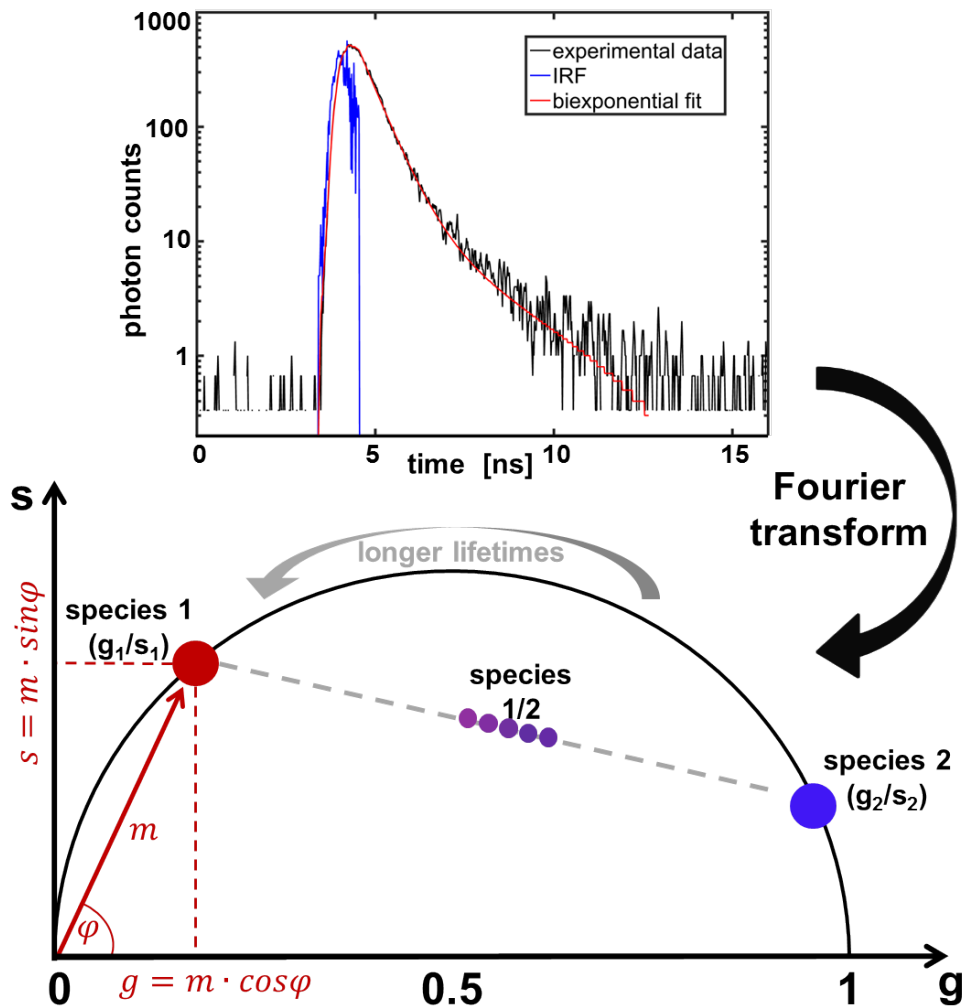 1000
100
10
1
photon counts
experimental data
IRF
biexponential fit
0
5
10
15
time [ns]
Fourier
transform
s
longer lifetimes
species 1
(g₁/s₁)
s = m · sinφ
species
1/2
species 2
(g₂/s₂)
m
φ
g = m · cosφ
0
0.5
1
g